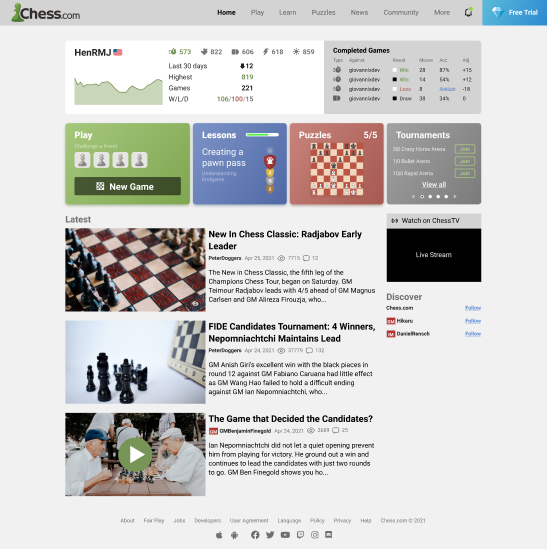 Chess.com
Home Play Learn Puzzles News Community More Free Trial
HenRMJ
573 822 606 618 859
Last 30 days 12
Highest 819
Games 221
W/L/D 106/100/15
Completed Games
Type Against Result Moves Acc Adj
giovannixdev Win 28 87% +15
giovannixdev Win 14 54% +12
giovannixdev Loss 8 -18
giovannixdev Draw 38 34% 0
Play
Challenge a friend
New Game
Lessons
Creating a
pawn pass
Understanding
Endgame
Puzzles 5/5
Tournaments
3|0 Crazy Horse Arena Join
1|0 Bullet Arena Join
10|0 Rapid Arena Join
View all
Latest
New In Chess Classic: Radjabov Early
Leader
PeterDoggers Apr 25, 2021 7715 12
The New in Chess Classic, the fifth leg of the
Champions Chess Tour, began on Saturday. GM
Teimour Radjabov leads with 4/5 ahead of GM Magnus
Carlsen and GM Alireza Firouzja, who...
FIDE Candidates Tournament: 4 Winners,
Nepomniachtchi Maintains Lead
PeterDoggers Apr 24, 2021 37779 132
GM Anish Giri's excellent win with the black pieces in
round 12 against GM Fabiano Caruana had little effect
as GM Wang Hao failed to hold a difficult ending
against GM Ian Nepomniachtchi, who...
The Game that Decided the Candidates?
GM GMBenjaminFinegold Apr 24, 2021 2689 25
Ian Nepomniachtchi did not let a quiet opening prevent
him from playing for victory. He ground out a win and
continues to lead the candidates with just two rounds
to go. GM Ben Finegold shows you ho...
Watch on ChessTV
Live Stream
Discover
Chess.com Follow
GM Hikaru Follow
DanielRensch Follow
About Fair Play Jobs Developers User Agreement Language Policy Privacy Help Chess.com © 2021